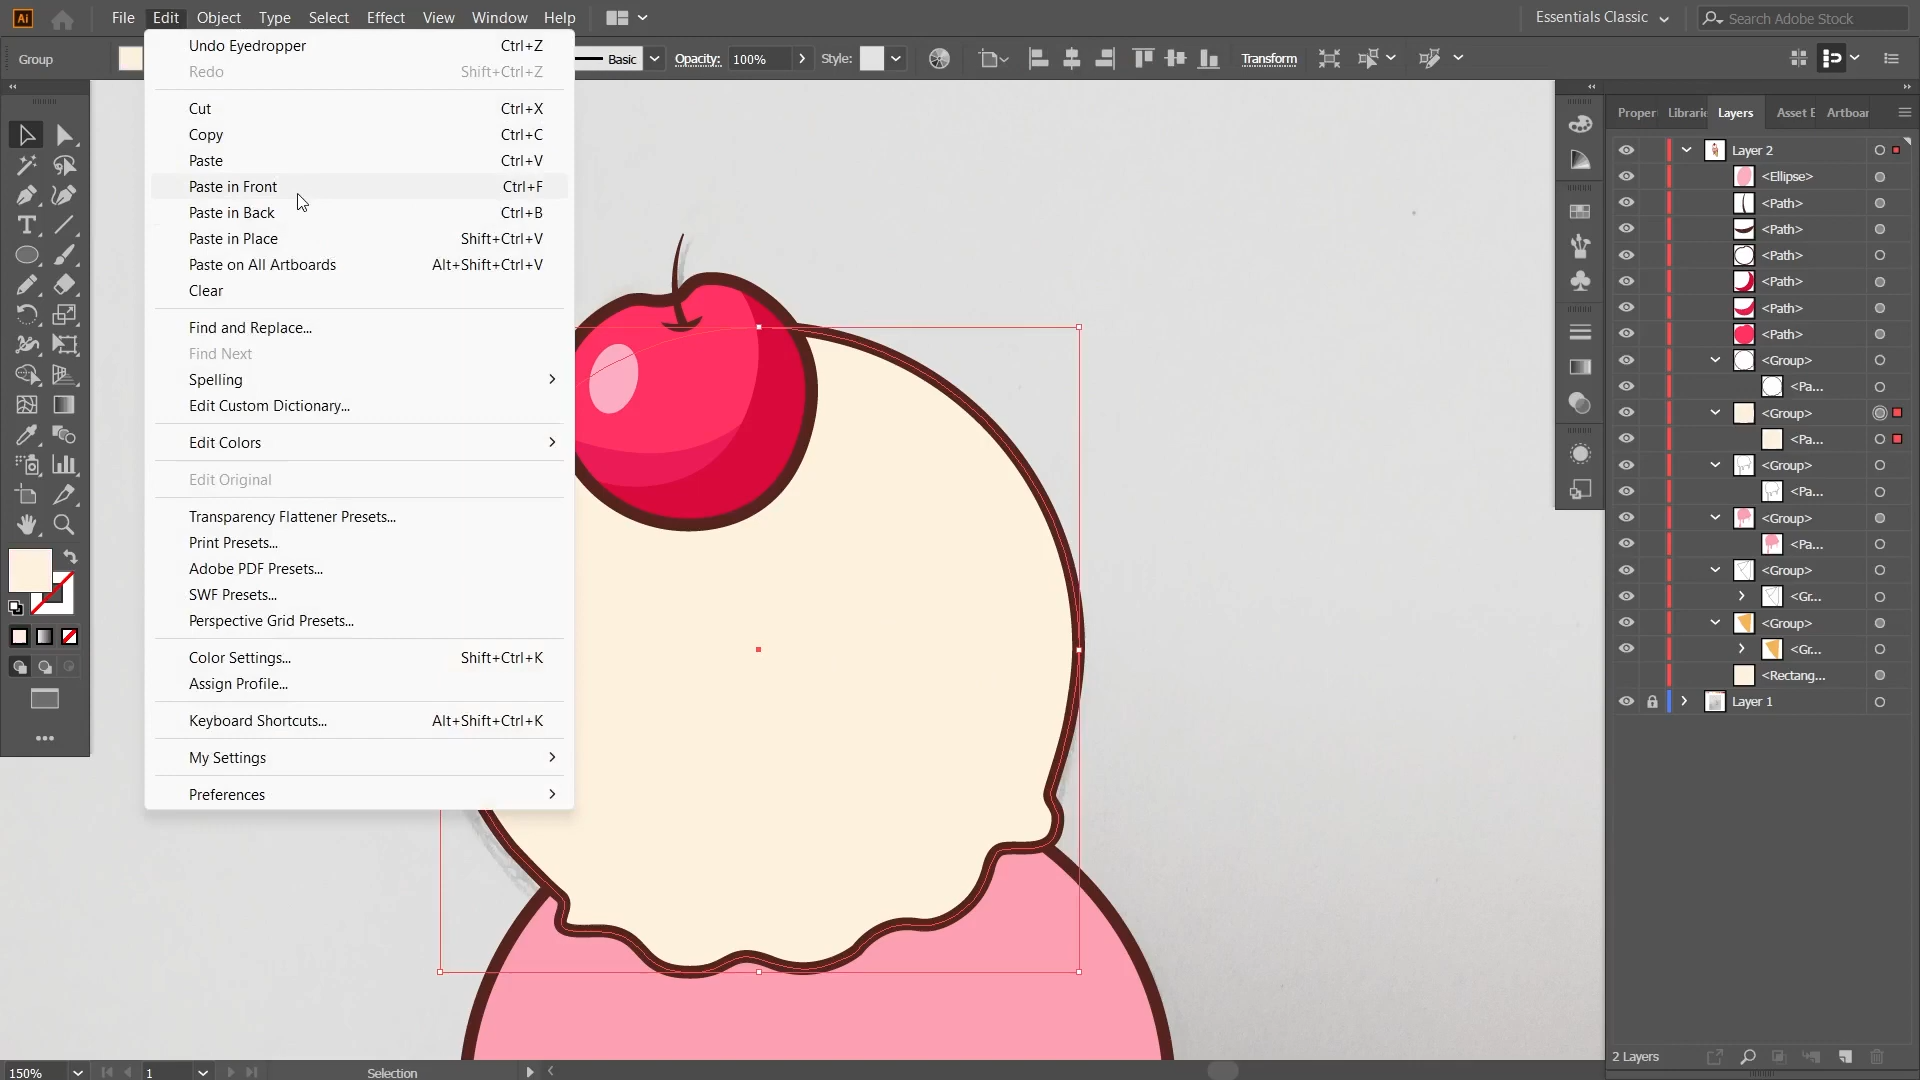 Ai File Edit Object Type Select Effect View Window Help Essentials Classic Search Adobe Stock
Group Basic Opacity: 100% Style: Transform
Undo Eyedropper Ctrl+Z
Redo Shift+Ctrl+Z
Cut Ctrl+X
Copy Ctrl+C
Paste Ctrl+V
Paste in Front Ctrl+F
Paste in Back Ctrl+B
Paste in Place Shift+Ctrl+V
Paste on All Artboards Alt+Shift+Ctrl+V
Clear
Find and Replace...
Find Next
Spelling
Edit Custom Dictionary...
Edit Colors
Edit Original
Transparency Flattener Presets...
Print Presets...
Adobe PDF Presets...
SWF Presets...
Perspective Grid Presets...
Color Settings... Shift+Ctrl+K
Assign Profile...
Keyboard Shortcuts... Alt+Shift+Ctrl+K
My Settings
Preferences
Proper Librarie Layers Asset E Artboar
Layer 2
<Ellipse>
<Path>
<Path>
<Path>
<Path>
<Path>
<Path>
<Group>
<Pa...
<Group>
<Pa...
<Group>
<Pa...
<Group>
<Pa...
<Group>
<Gr...
<Group>
<Gr...
<Rectang...
Layer 1
2 Layers
150% 1 Selection